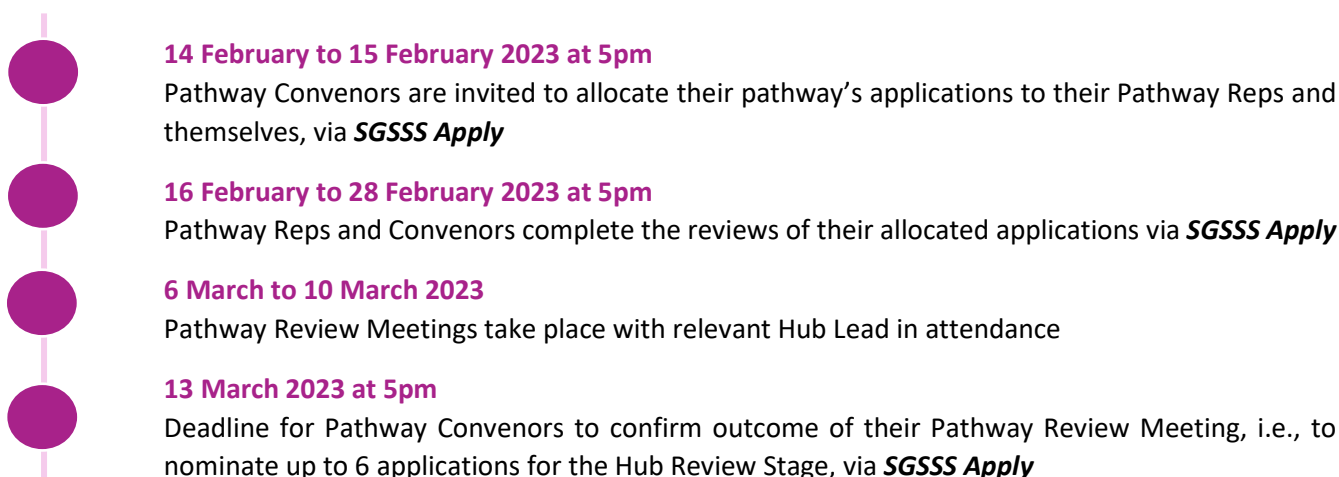 14 February to 15 February 2023 at 5pm
Pathway Convenors are invited to allocate their pathway’s applications to their Pathway Reps and
themselves, via SGSSS Apply
16 February to 28 February 2023 at 5pm
Pathway Reps and Convenors complete the reviews of their allocated applications via SGSSS Apply
6 March to 10 March 2023
Pathway Review Meetings take place with relevant Hub Lead in attendance
13 March 2023 at 5pm
Deadline for Pathway Convenors to confirm outcome of their Pathway Review Meeting, i.e., to
nominate up to 6 applications for the Hub Review Stage, via SGSSS Apply